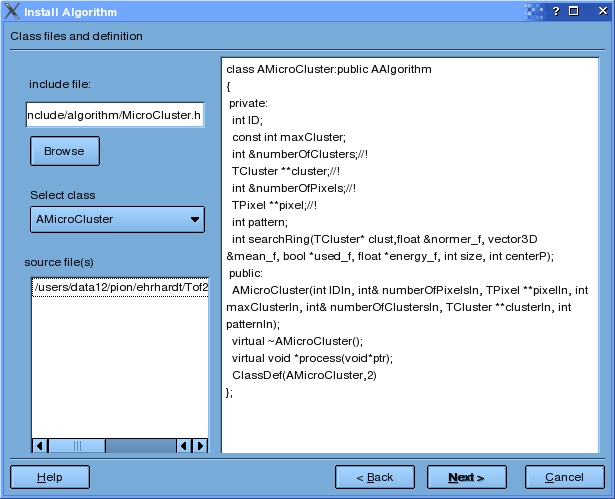 Install Algorithm
Class files and definition
include file:
nclude/algorithm/MicroCluster.h
Browse
Select class
AMicroCluster
source file(s)
/users/data12/pion/ehrhardt/Tof2
class AMicroCluster:public AAlgorithm
{
private:
int ID;
const int maxCluster;
int &numberOfClusters;//!
TCluster **cluster;//!
int &numberOfPixels;//!
TPixel **pixel;//!
int pattern;
int searchRing(TCluster* clust,float &normer_f, vector3D
&mean_f, bool *used_f, float *energy_f, int size, int centerP);
public:
AMicroCluster(int IDIn, int& numberOfPixelsIn, TPixel **pixelIn, int
maxClusterIn, int& numberOfClustersIn, TCluster **clusterIn, int
patternIn);
virtual ~AMicroCluster();
virtual void *process(void*ptr);
ClassDef(AMicroCluster,2)
};
Help
< Back
Next >
Cancel